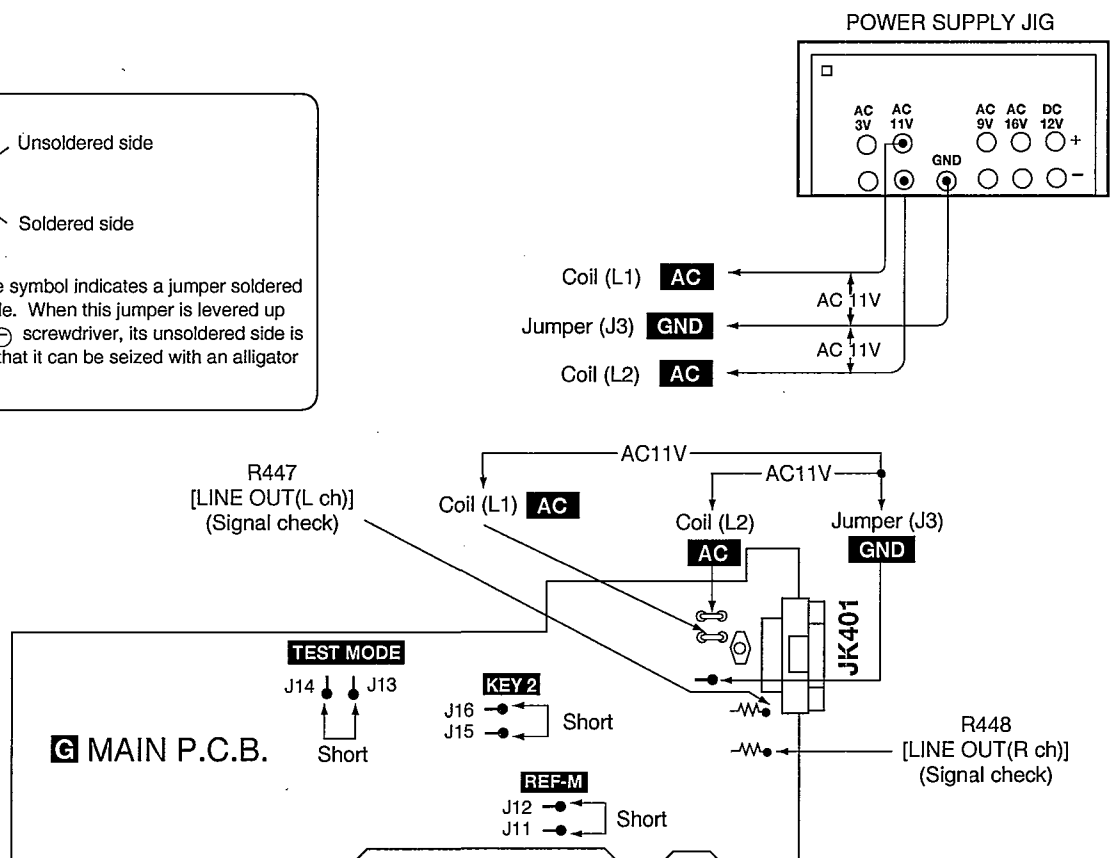 POWER SUPPLY JIG
AC 3V
AC 11V
AC 9V
AC 16V
DC 12V
+
GND
−
Unsoldered side
Soldered side
e symbol indicates a jumper soldered
le. When this jumper is levered up
screwdriver, its unsoldered side is
that it can be seized with an alligator
Coil (L1) AC
AC 11V
Jumper (J3) GND
AC 11V
Coil (L2) AC
AC11V
R447
[LINE OUT(L ch)]
(Signal check)
AC11V
Coil (L1) AC
Coil (L2)
AC
Jumper (J3)
GND
JK401
TEST MODE
J14 J13
Short
KEY 2
J16
J15
Short
G MAIN P.C.B.
R448
[LINE OUT(R ch)]
(Signal check)
REF-M
J12
J11
Short